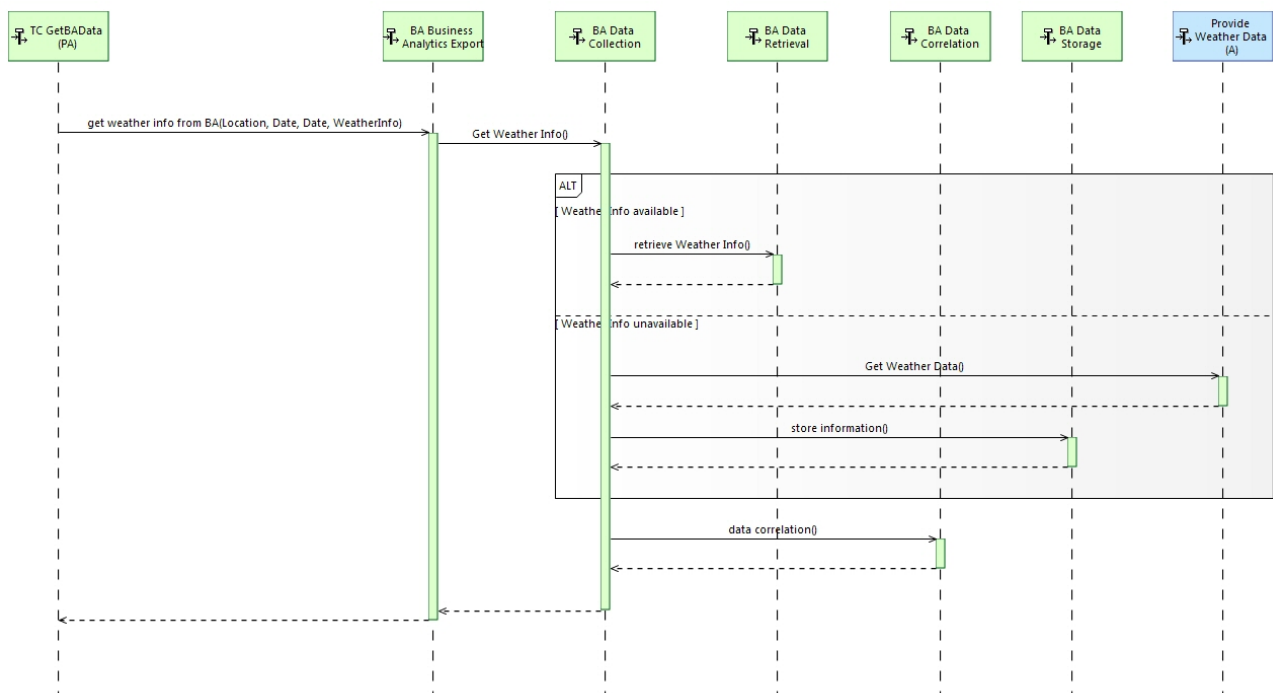 TC GetBAData
(PA)
BA Business
Analytics Export
BA Data
Collection
BA Data
Retrieval
BA Data
Correlation
BA Data
Storage
Provide
Weather Data
(A)
get weather info from BA(Location, Date, Date, WeatherInfo)
Get Weather Info()
ALT
[ Weather Info available ]
retrieve Weather Info()
[ Weather Info unavailable ]
Get Weather Data()
store information()
data correlation()